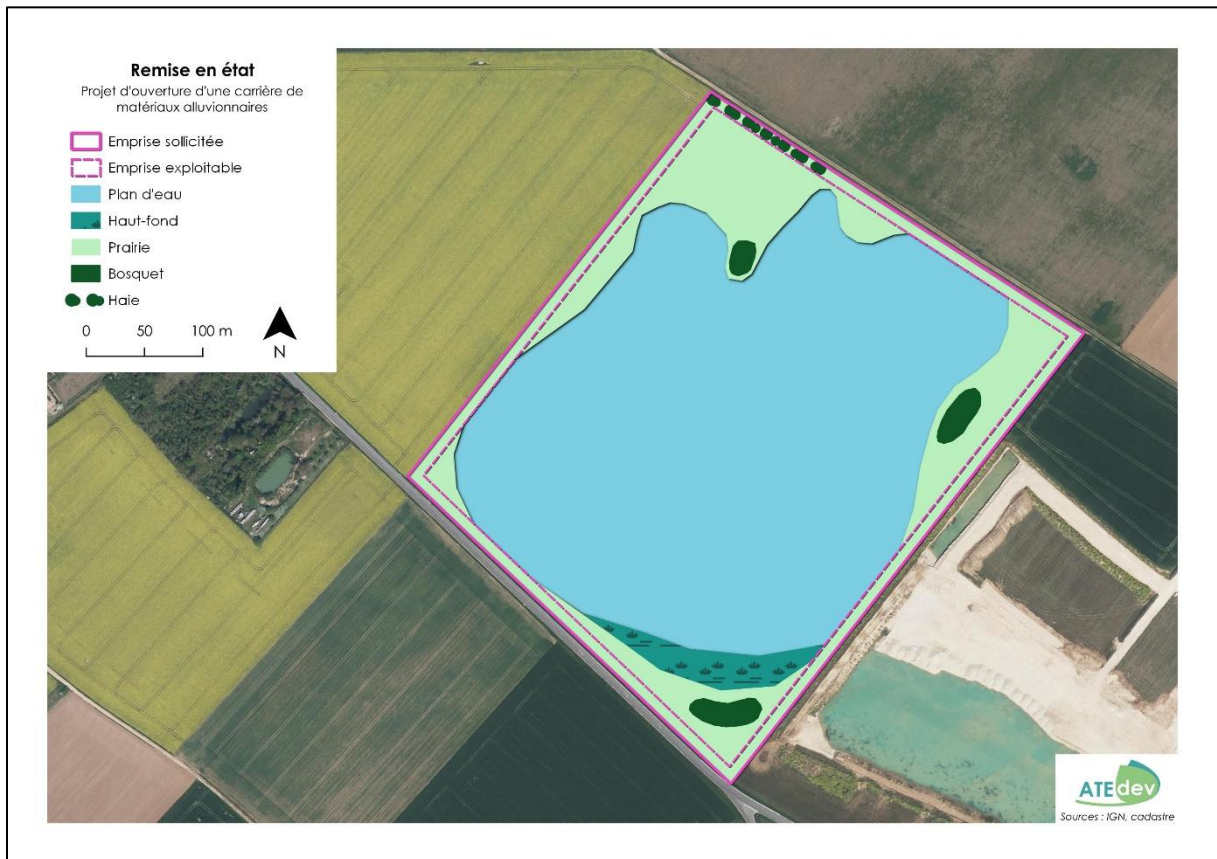 Remise en état
Projet d'ouverture d'une carrière de
matériaux alluvionnaires
Emprise sollicitée
Emprise exploitable
Plan d'eau
Haut-fond
Prairie
Bosquet
Haie
0 50 100 m
N
ATEdev
Sources : IGN, cadastre